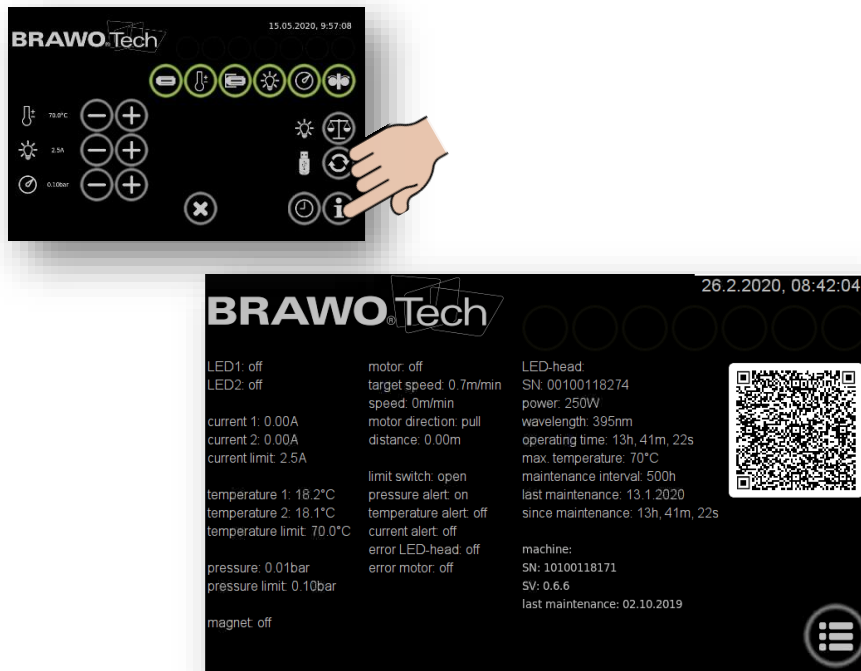 15.05.2020, 9:57:08
BRAWO Tech
70.0°C
2.5A
0.10bar
26.2.2020, 08:42:04
BRAWO® Tech
LED1: off
LED2: off
current 1: 0.00A
current 2: 0.00A
current limit: 2.5A
temperature 1: 18.2°C
temperature 2: 18.1°C
temperature limit: 70.0°C
pressure: 0.01bar
pressure limit: 0.10bar
magnet: off
motor: off
target speed: 0.7m/min
speed: 0m/min
motor direction: pull
distance: 0.00m
limit switch: open
pressure alert: on
temperature alert: off
current alert: off
error LED-head: off
error motor: off
LED-head:
SN: 00100118274
power: 250W
wavelength: 395nm
operating time: 13h, 41m, 22s
max. temperature: 70°C
maintenance interval: 500h
last maintenance: 13.1.2020
since maintenance: 13h, 41m, 22s
machine:
SN: 10100118171
SV: 0.6.6
last maintenance: 02.10.2019